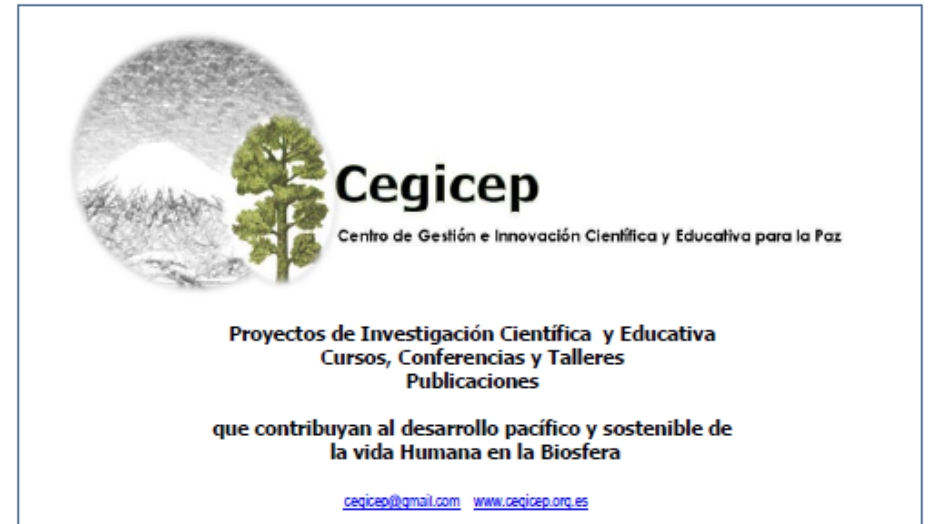 Cegicep
Centro de Gestión e Innovación Científica y Educativa para la Paz
Proyectos de Investigación Científica y Educativa
Cursos, Conferencias y Talleres
Publicaciones
que contribuyan al desarrollo pacífico y sostenible de
la vida Humana en la Biosfera
cegicep@gmail.com www.cegicep.org.es